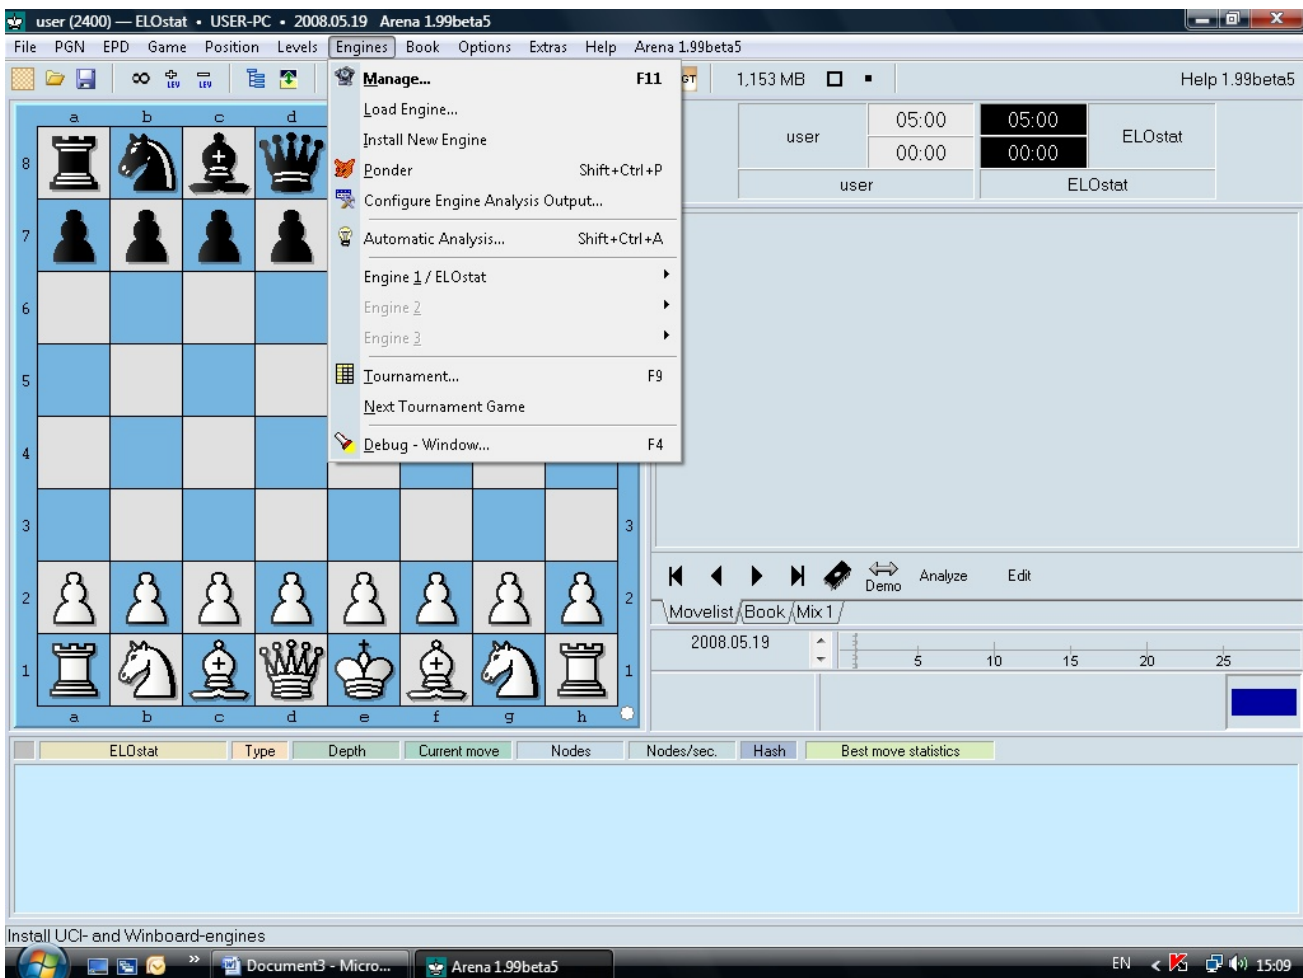 user (2400) — ELOstat • USER-PC • 2008.05.19 Arena 1.99beta5
File PGN EPD Game Position Levels Engines Book Options Extras Help Arena 1.99beta5
LEV LEV 1,153 MB Help 1.99beta5
Manage... F11
Load Engine...
Install New Engine
Ponder Shift+Ctrl+P
Configure Engine Analysis Output...
Automatic Analysis... Shift+Ctrl+A
Engine 1 / ELOstat
Engine 2
Engine 3
Tournament... F9
Next Tournament Game
Debug - Window... F4
a b c d
8
7
6
5
4
3 3
2 2
1 1
a b c d e f g h
user 05:00 05:00 ELOstat
00:00 00:00
user ELOstat
Demo Analyze Edit
Movelist Book Mix 1
2008.05.19 5 10 15 20 25
ELOstat Type Depth Current move Nodes Nodes/sec. Hash Best move statistics
Install UCI- and Winboard-engines
» Document3 - Micro... Arena 1.99beta5 EN < 15:09